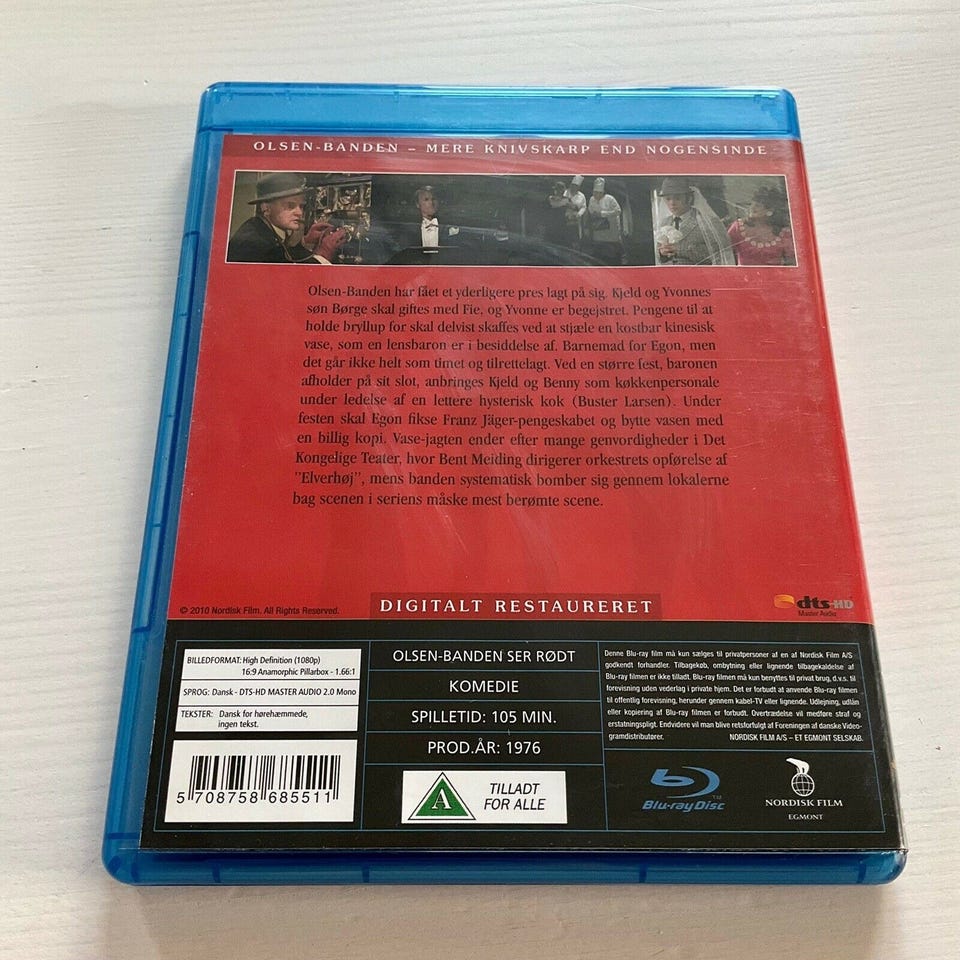 OLSEN-BANDEN – MERE KNIVSKARP END NOGENSINDE
Olsen-Banden har fået et yderligere pres lagt på sig. Kjeld og Yvonnes
søn Børge skal giftes med Fie, og Yvonne er begejstret. Pengene til at
holde bryllup for skal delvist skaffes ved at stjæle en kostbar kinesisk
vase, som en lensbaron er i besiddelse af. Barnemad for Egon, men
det går ikke helt som timet og tilrettelagt. Ved en større fest, baronen
afholder på sit slot, anbringes Kjeld og Benny som køkkenpersonale
under ledelse af en lettere hysterisk kok (Buster Larsen). Under
festen skal Egon fikse Franz Jäger-pengeskabet og bytte vasen med
en billig kopi. Vase-jagten ender efter mange genvordigheder i Det
Kongelige Teater, hvor Bent Mejding dirigerer orkestrets opførelse af
"Elverhøj", mens banden systematisk bomber sig gennem lokalerne
bag scenen i seriens måske mest berømte scene.
© 2010 Nordisk Film. All Rights Reserved.
DIGITALT RESTAURERET
dts-HD
Master Audio
BILLEDFORMAT: High Definition (1080p)
16:9 Anamorphic Pillarbox - 1.66:1
SPROG: Dansk - DTS-HD MASTER AUDIO 2.0 Mono
TEKSTER: Dansk for hørehæmmede,
ingen tekst.
5 708758 685511
OLSEN-BANDEN SER RØDT
KOMEDIE
SPILLETID: 105 MIN.
PROD.ÅR: 1976
A
TILLADT
FOR ALLE
Denne Blu-ray film må kun sælges til privatpersoner af en af Nordisk Film A/S
godkendt forhandler. Tilbagekøb, ombytning eller lignende tilbagekaldelse af
Blu-ray filmen er ikke tilladt. Blu-ray filmen må kun benyttes til privat brug, d.v.s. til
forevisning uden vederlag i private hjem. Det er forbudt at anvende Blu-ray filmen
til offentlig forevisning, herunder gennem kabel-TV eller lignende. Udlejning, udlån
eller kopiering af Blu-ray filmen er forbudt. Overtrædelse vil medføre straf og
erstatningspligt. Endvidere vil man blive retsforfulgt af Foreningen af danske Video-
gramdistributører.
NORDISK FILM A/S – ET EGMONT SELSKAB.
Blu-ray Disc™
NORDISK FILM
EGMONT